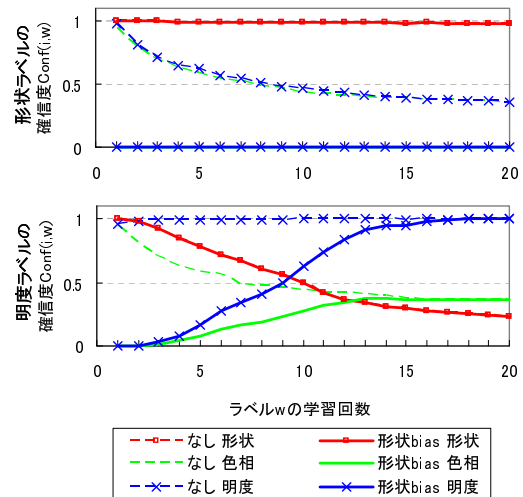 形状ラベルの
確信度Conf(i,w)
1
0.5
0
0 5 10 15 20
明度ラベルの
確信度Conf(i,w)
1
0.5
0
0 5 10 15 20
ラベルwの学習回数
なし 形状 形状bias 形状
なし 色相 形状bias 色相
なし 明度 形状bias 明度